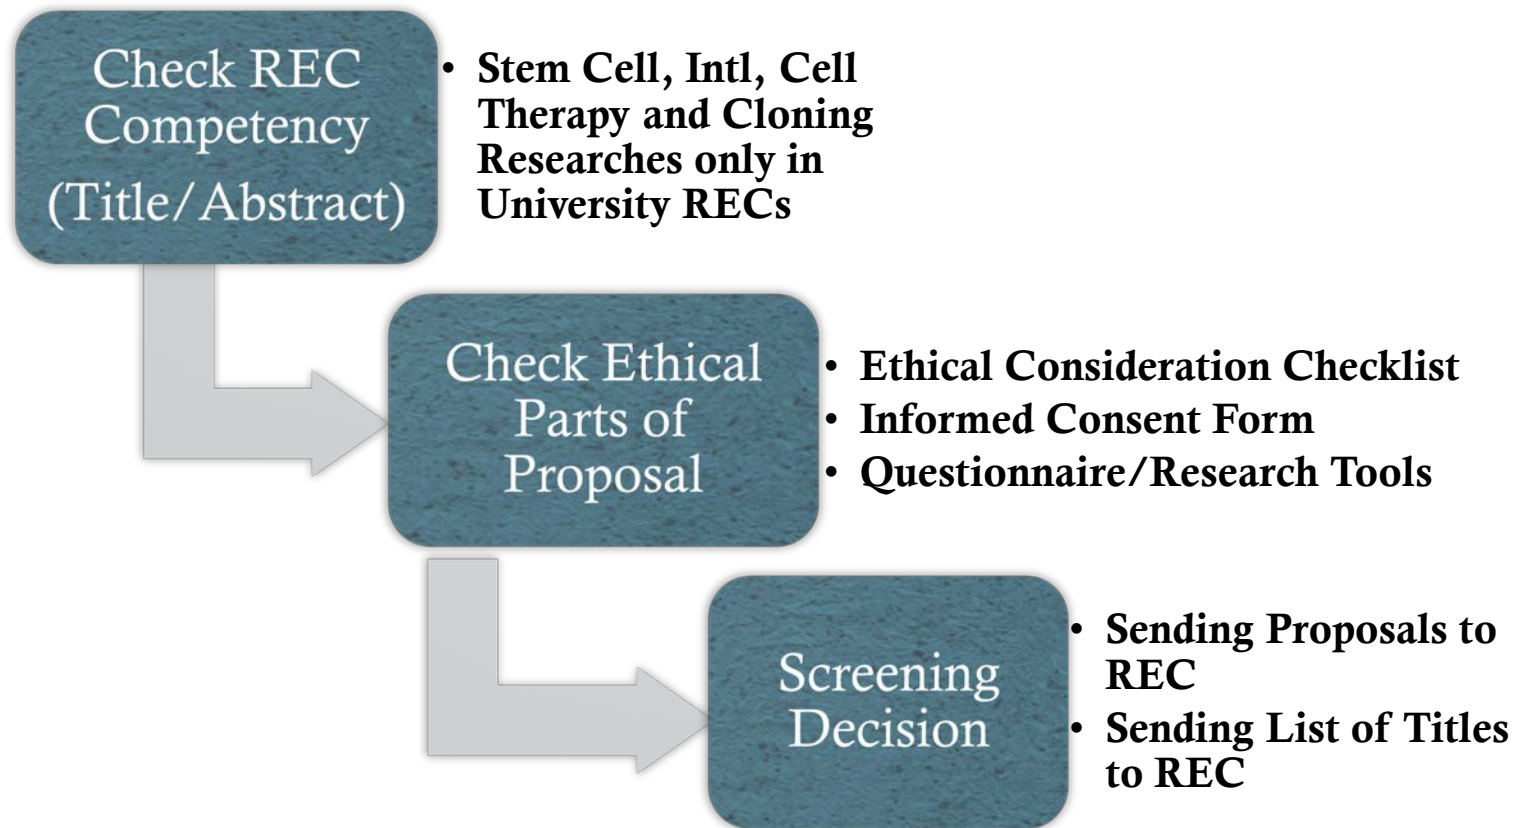 Check REC
Competency
(Title/Abstract)
• Stem Cell, Intl, Cell
Therapy and Cloning
Researches only in
University RECs
Check Ethical
Parts of
Proposal
• Ethical Consideration Checklist
• Informed Consent Form
• Questionnaire/Research Tools
Screening
Decision
• Sending Proposals to
REC
• Sending List of Titles
to REC